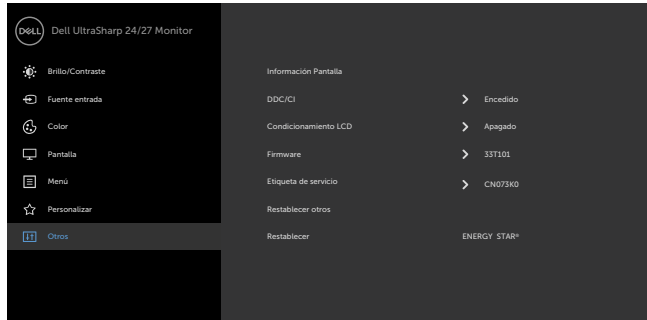 DELL Dell UltraSharp 24/27 Monitor
Brillo/Contraste
Fuente entrada
Color
Pantalla
Menú
Personalizar
Otros
Información Pantalla
DDC/CI > Encedido
Condicionamiento LCD > Apagado
Firmware > 33T101
Etiqueta de servicio > CN073K0
Restablecer otros
Restablecer ENERGY STAR®